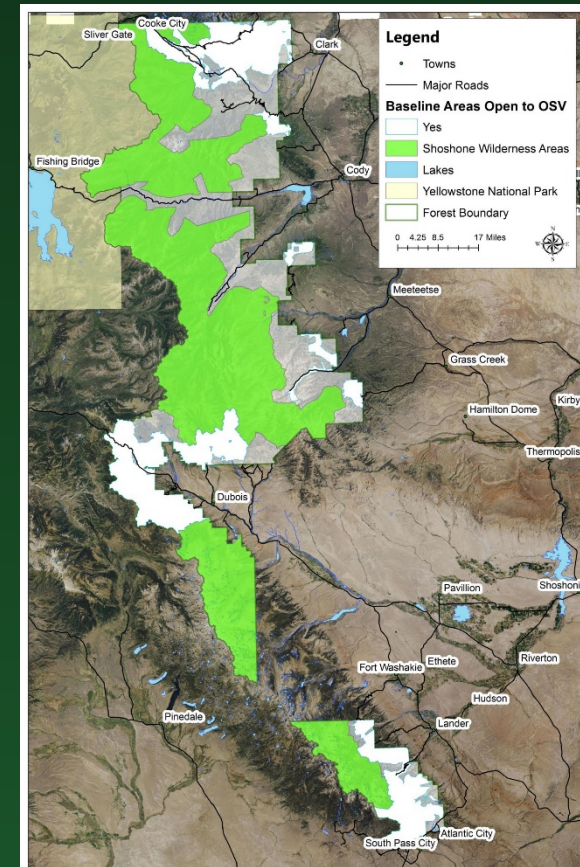 Cooke City
Sliver Gate
Clark
Fishing Bridge
Cody
Meeteetse
Grass Creek
Kirby
Hamilton Dome
Thermopolis
Dubois
Pavillion
Shoshoni
Fort Washakie
Ethete
Riverton
Hudson
Pinedale
Lander
Atlantic City
South Pass City
Legend
Towns
Major Roads
Baseline Areas Open to OSV
Yes
Shoshone Wilderness Areas
Lakes
Yellowstone National Park
Forest Boundary
0 4.25 8.5 17 Miles
N
W E
S